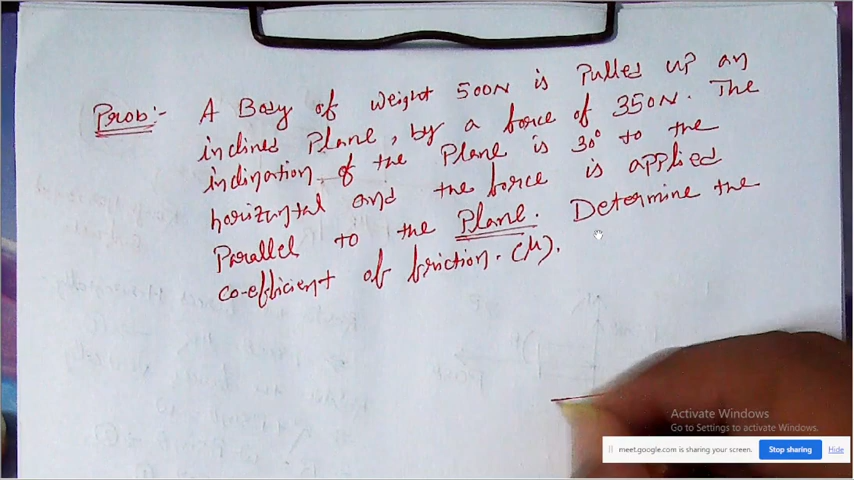 Prob:- A Body of weight 500N is Pulled up an
inclined Plane, by a force of 350N. The
inclination of the Plane is 30° to the
horizontal and the force is applied
Parallel to the Plane. Determine the
co-efficient of friction. (μ).
Activate Windows
Go to Settings to activate Windows.
meet.google.com is sharing your screen.
Stop sharing
Hide